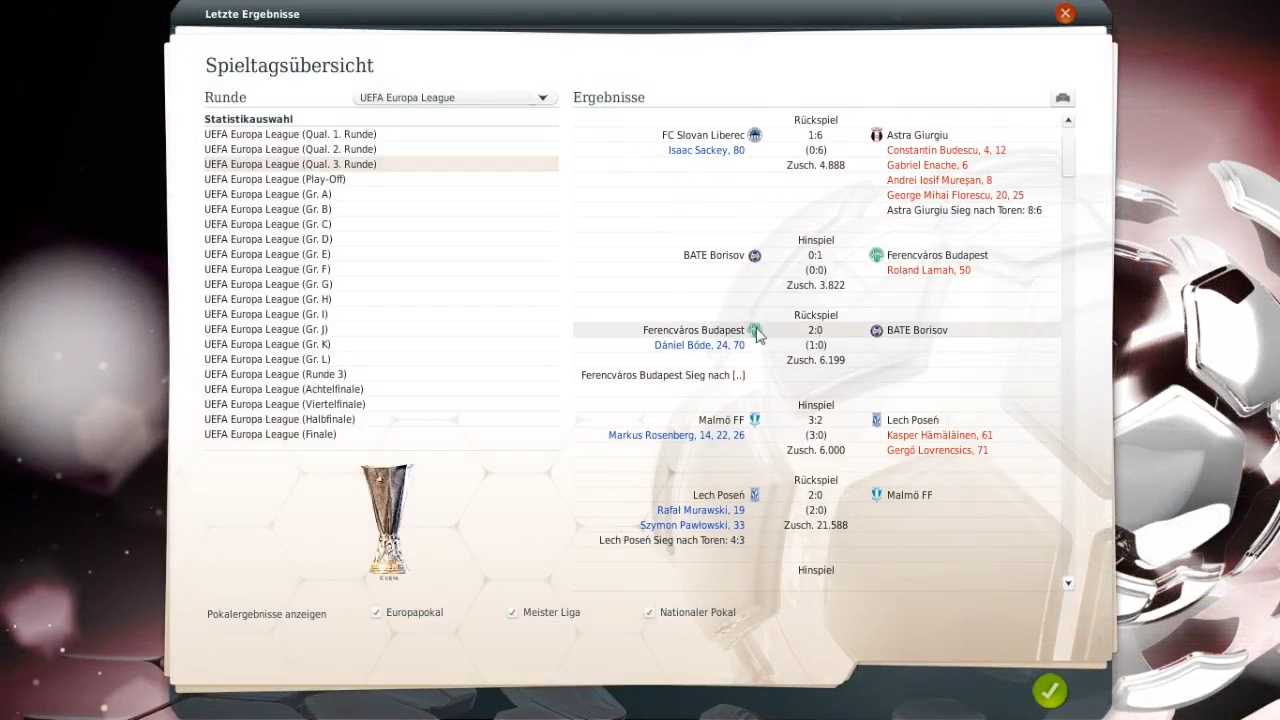 Letzte Ergebnisse
Spieltagsübersicht
Runde
UEFA Europa League
Statistikauswahl
UEFA Europa League (Qual. 1. Runde)
UEFA Europa League (Qual. 2. Runde)
UEFA Europa League (Qual. 3. Runde)
UEFA Europa League (Play-Off)
UEFA Europa League (Gr. A)
UEFA Europa League (Gr. B)
UEFA Europa League (Gr. C)
UEFA Europa League (Gr. D)
UEFA Europa League (Gr. E)
UEFA Europa League (Gr. F)
UEFA Europa League (Gr. G)
UEFA Europa League (Gr. H)
UEFA Europa League (Gr. I)
UEFA Europa League (Gr. J)
UEFA Europa League (Gr. K)
UEFA Europa League (Gr. L)
UEFA Europa League (Runde 3)
UEFA Europa League (Achtelfinale)
UEFA Europa League (Viertelfinale)
UEFA Europa League (Halbfinale)
UEFA Europa League (Finale)
Ergebnisse
Rückspiel
FC Slovan Liberec 1:6 Astra Giurgiu
Isaac Sackey, 80 (0:6) Constantin Budescu, 4, 12
Zusch. 4.888 Gabriel Enache, 6
Andrei Iosif Mureşan, 8
George Mihai Florescu, 20, 25
Astra Giurgiu Sieg nach Toren: 8:6
Hinspiel
BATE Borisov 0:1 Ferencváros Budapest
(0:0) Roland Lamah, 50
Zusch. 3.822
Rückspiel
Ferencváros Budapest 2:0 BATE Borisov
Dániel Böde, 24, 70 (1:0)
Zusch. 6.199
Ferencváros Budapest Sieg nach [..]
Hinspiel
Malmö FF 3:2 Lech Poseń
Markus Rosenberg, 14, 22, 26 (3:0) Kasper Hämäläinen, 61
Zusch. 6.000 Gergő Lovrencsics, 71
Rückspiel
Lech Poseń 2:0 Malmö FF
Rafał Murawski, 19 (2:0)
Szymon Pawłowski, 33 Zusch. 21.588
Lech Poseń Sieg nach Toren: 4:3
Hinspiel
Pokalergebnisse anzeigen Europapokal Meister Liga Nationaler Pokal